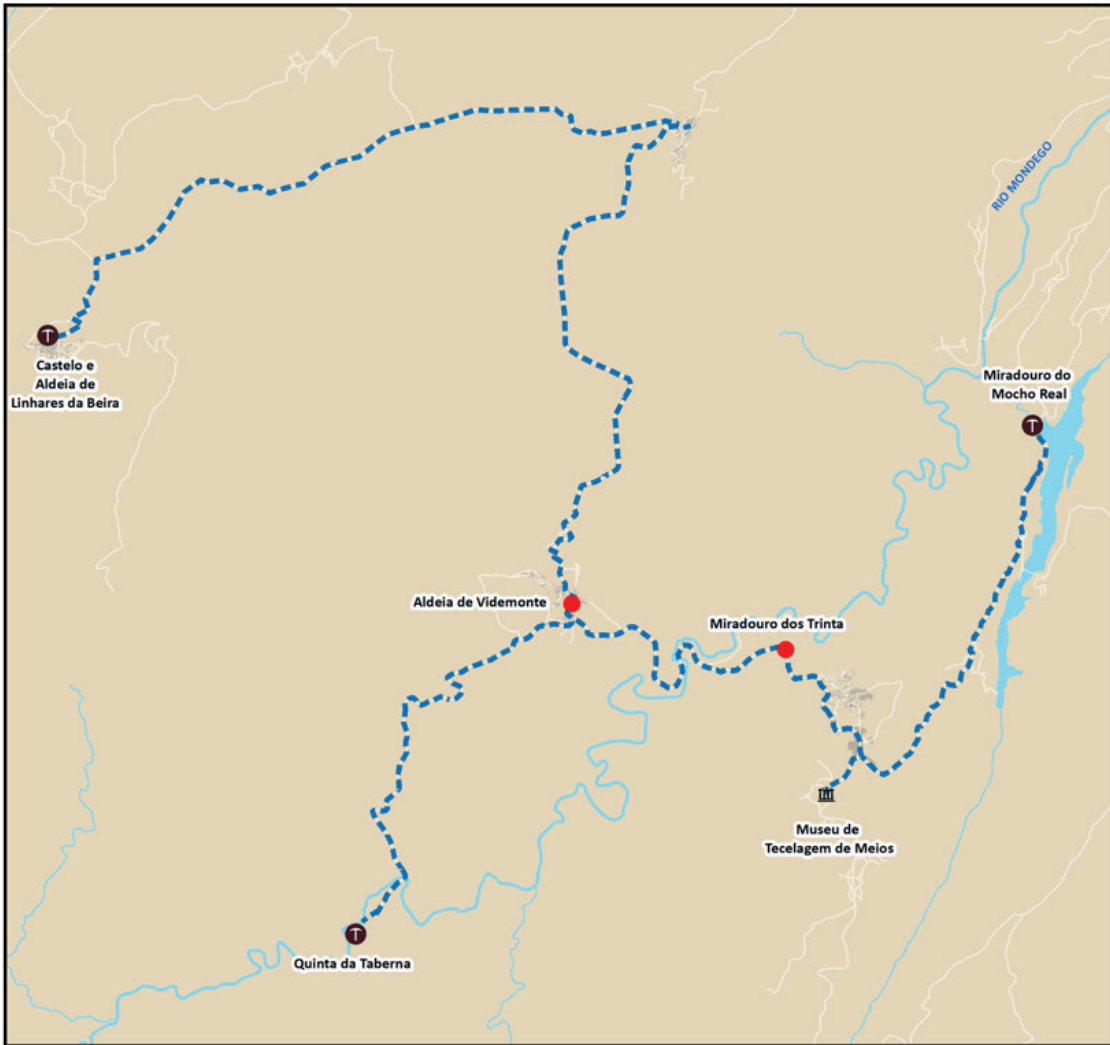 RIO MONDEGO
Castelo e
Aldeia de
Linhares da Beira
Miradouro do
Mocho Real
Aldeia de Videmonte
Miradouro dos Trinta
Museu de
Tecelagem de Meios
Quinta da Taberna